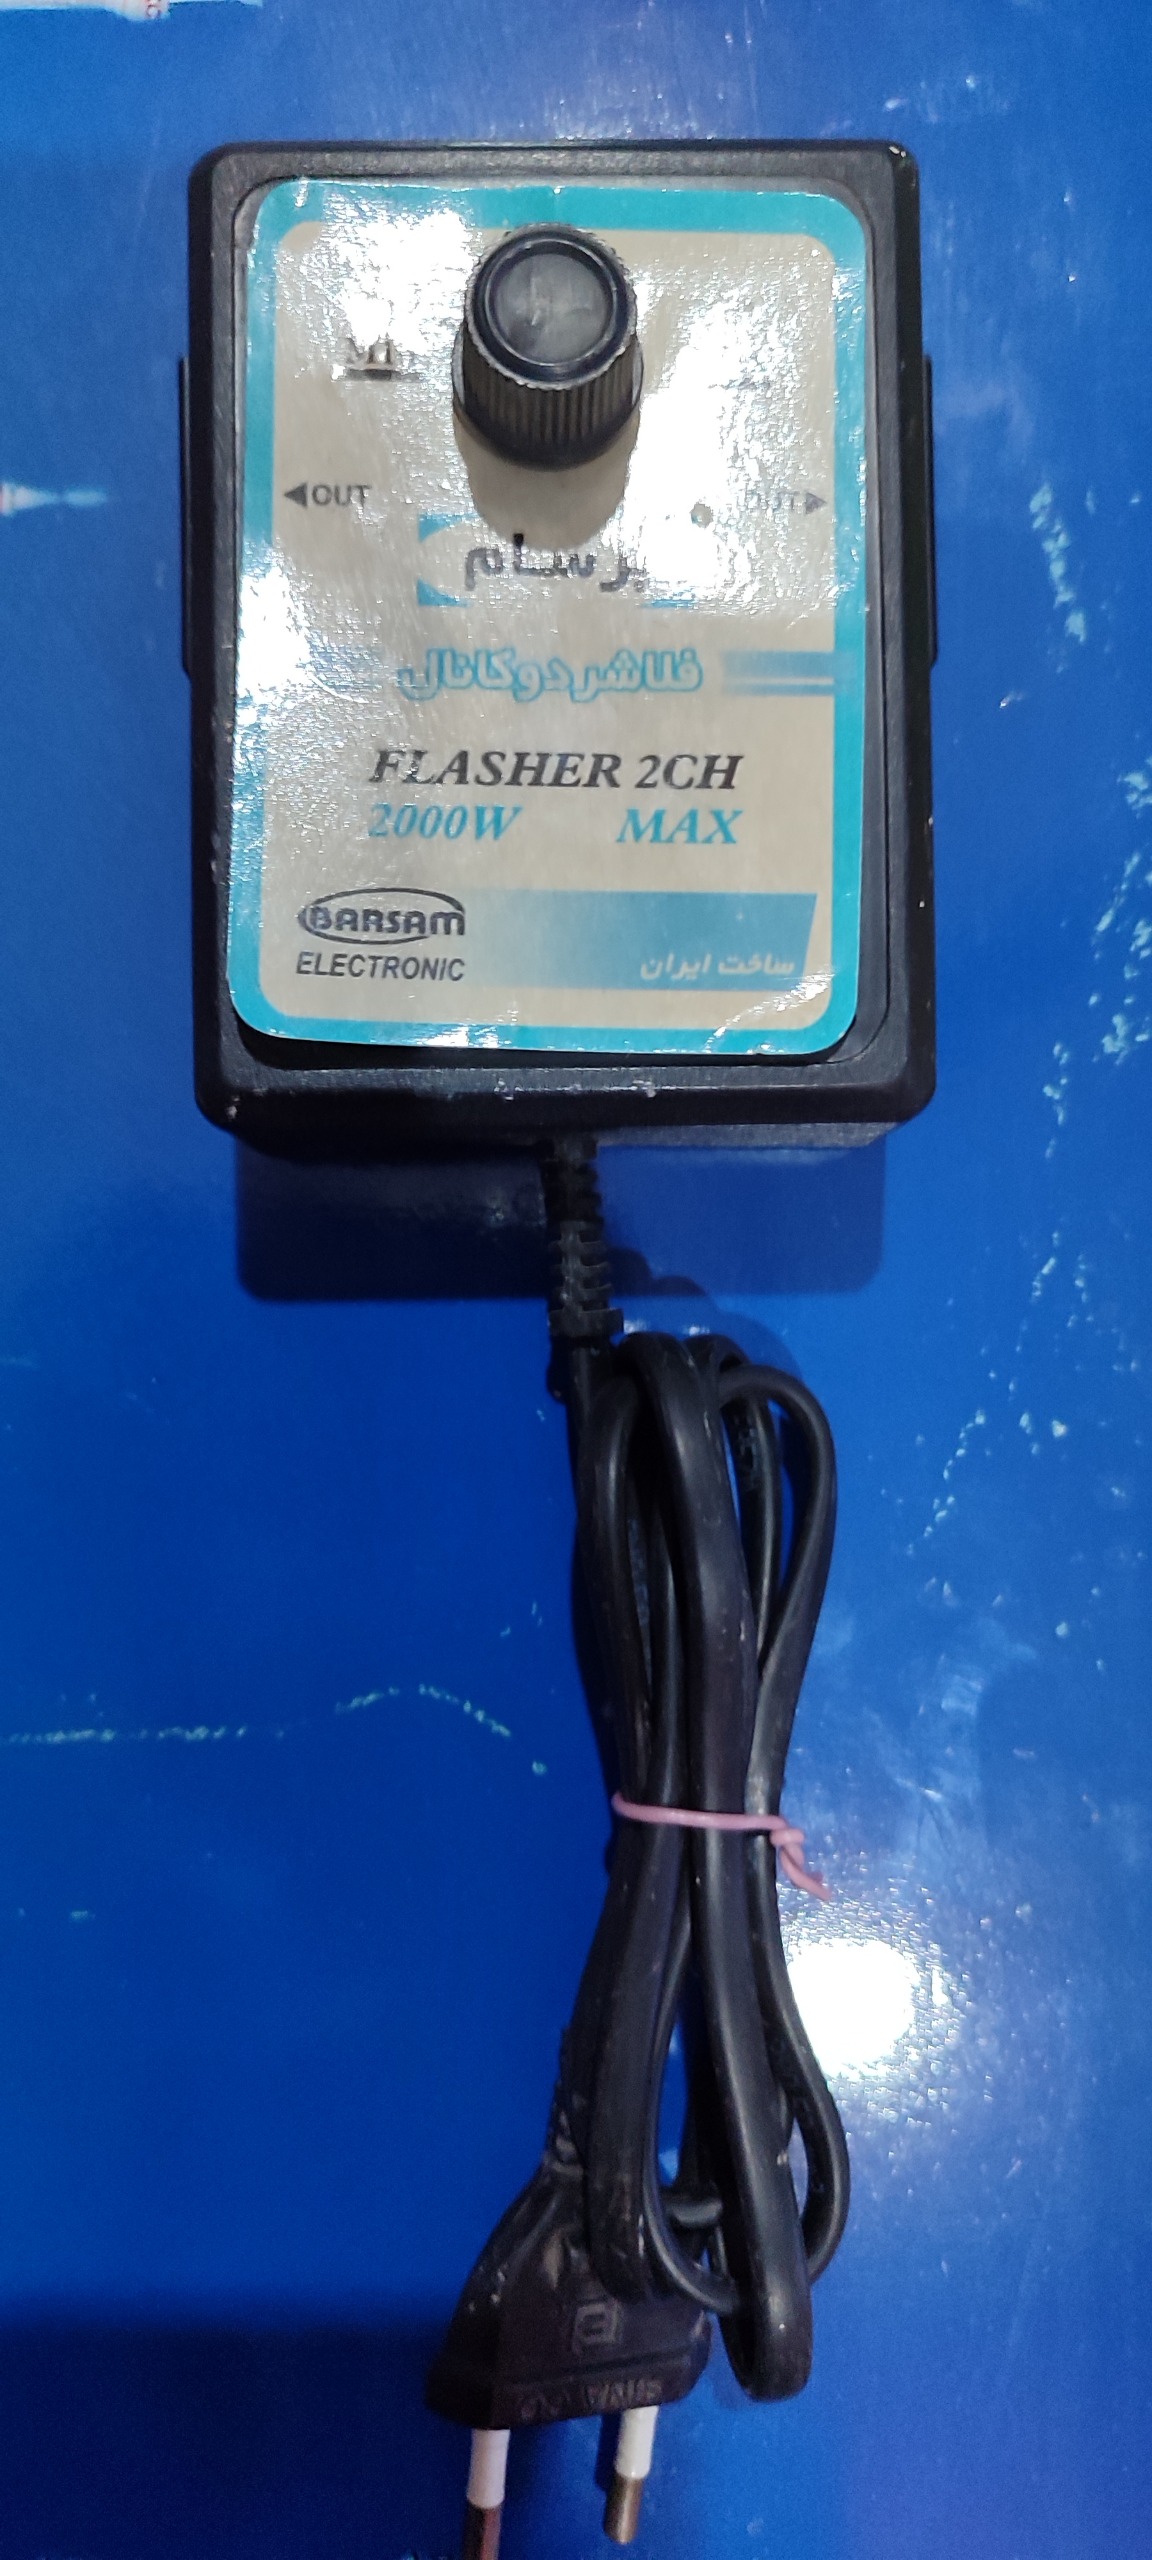 ◀OUT OUT▶
برسام
فلاشر دو کانال
FLASHER 2CH
2000W MAX
BARSAM
ELECTRONIC
ساخت ایران